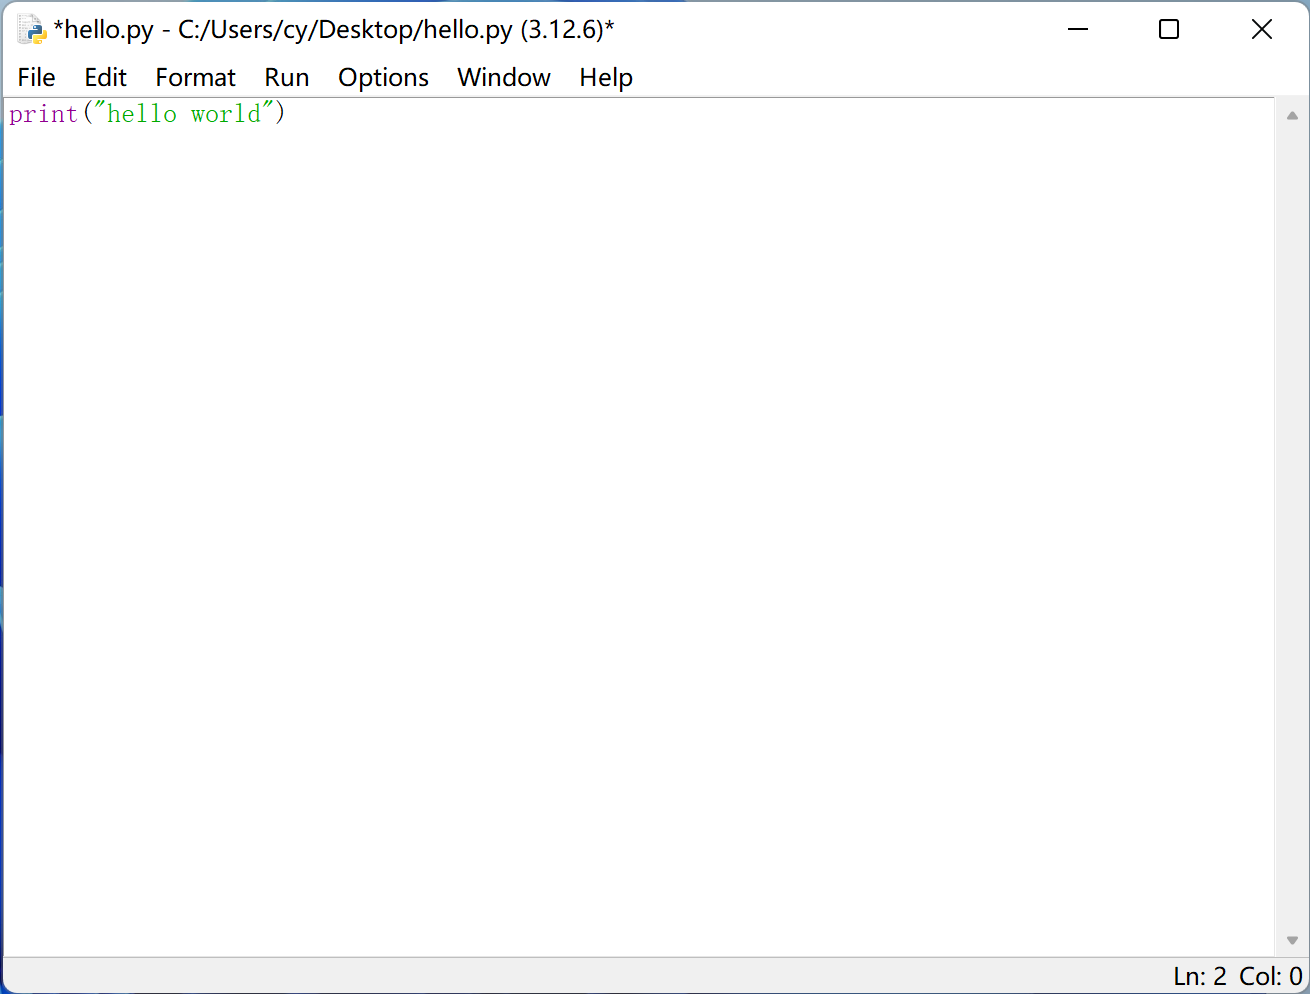 *hello.py - C:/Users/cy/Desktop/hello.py (3.12.6)*
File Edit Format Run Options Window Help
print("hello world")
Ln: 2 Col: 0